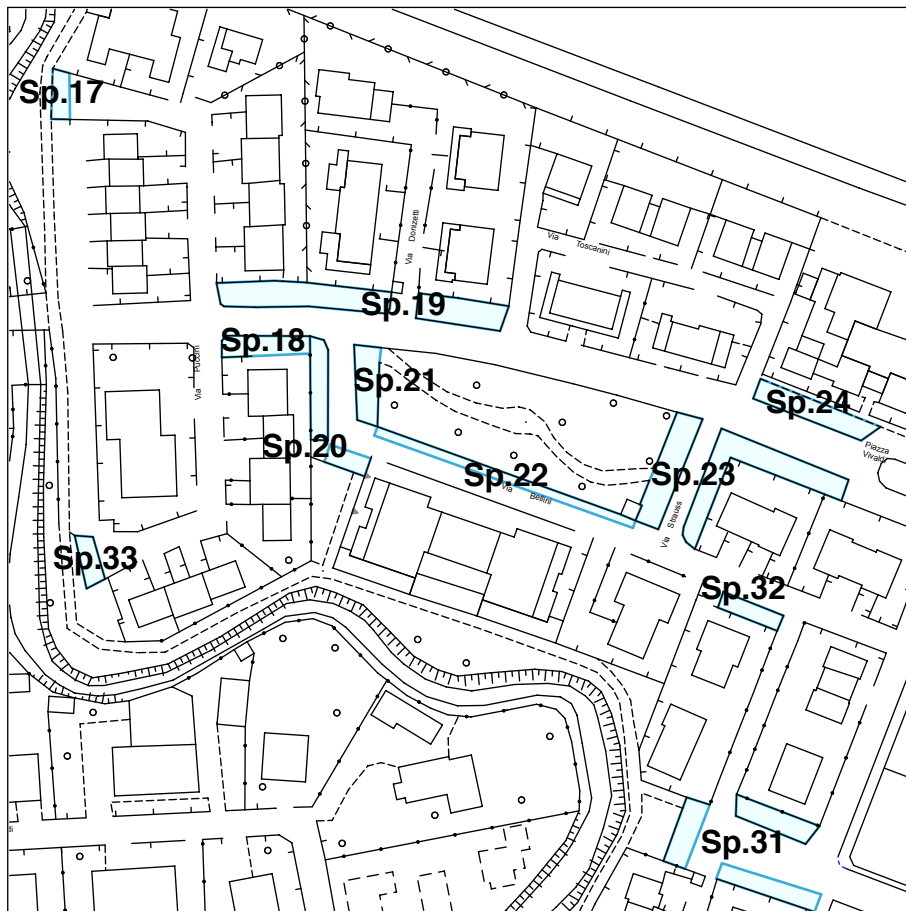 Sp.17
Via Donizetti
Via Toscanini
Sp.19
Sp.18
Via Puccini
Sp.21
Sp.24
Sp.20
Sp.22
Sp.23
Piazza
Vivaldi
Via Bellini
Via Strauss
Sp.33
Sp.32
Sp.31